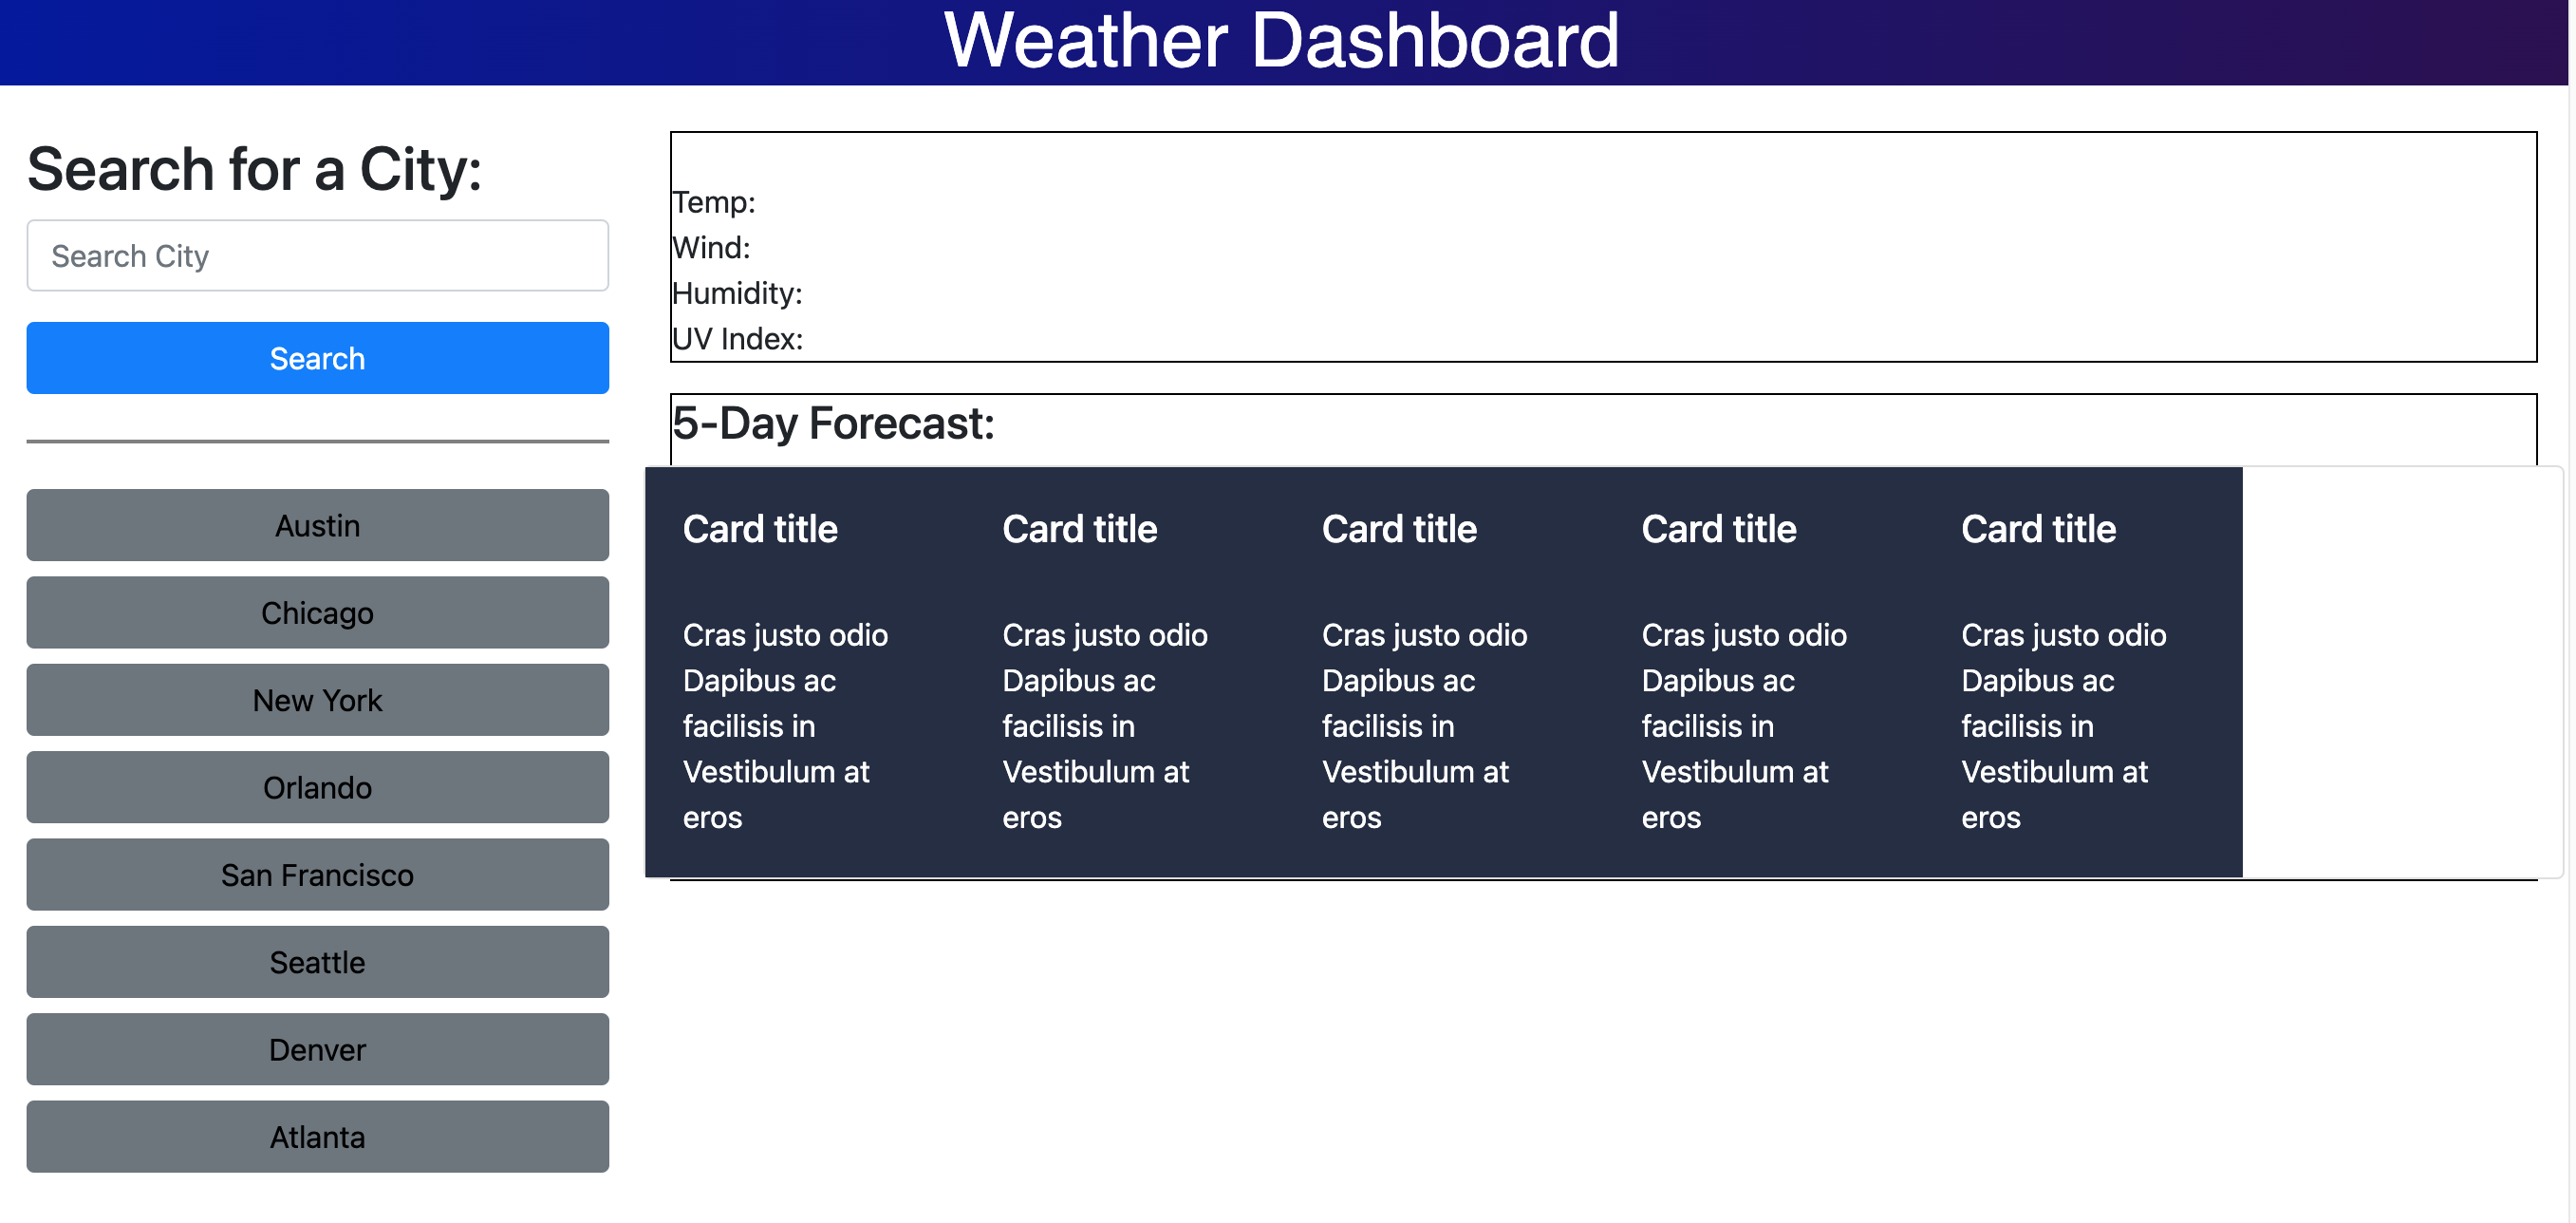 Weather Dashboard
Search for a City:
Search City
Search
Austin
Chicago
New York
Orlando
San Francisco
Seattle
Denver
Atlanta
Temp:
Wind:
Humidity:
UV Index:
5-Day Forecast:
Card title
Cras justo odio
Dapibus ac
facilisis in
Vestibulum at
eros
Card title
Cras justo odio
Dapibus ac
facilisis in
Vestibulum at
eros
Card title
Cras justo odio
Dapibus ac
facilisis in
Vestibulum at
eros
Card title
Cras justo odio
Dapibus ac
facilisis in
Vestibulum at
eros
Card title
Cras justo odio
Dapibus ac
facilisis in
Vestibulum at
eros